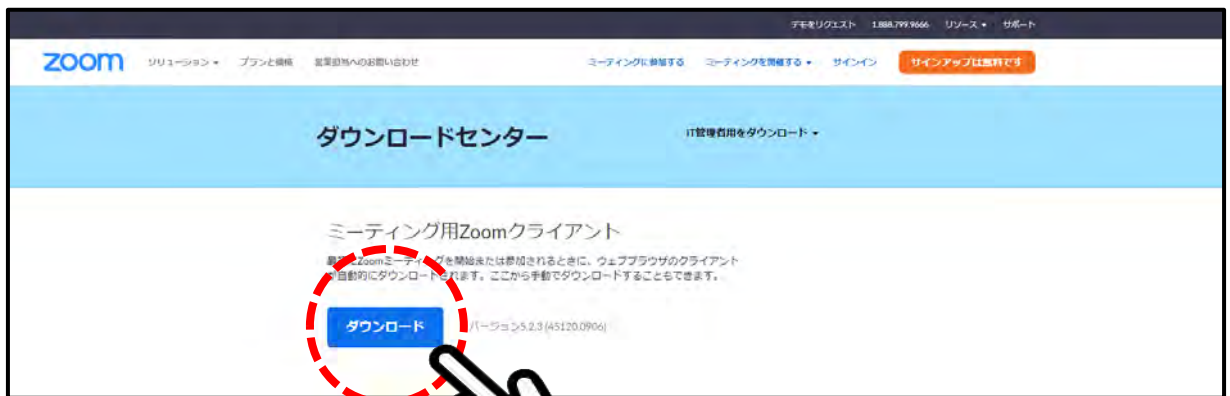 デモをリクエスト 1.888.799.9666 リソース サポート
zoom ソリューション プランと価格 営業担当へのお問い合わせ ミーティングに参加する ミーティングを開催する サインイン サインアップは無料です
ダウンロードセンター IT管理者用をダウンロード
ミーティング用Zoomクライアント
最初にZoomミーティングを開始または参加されるときに、ウェブブラウザのクライアント
が自動的にダウンロードされます。ここから手動でダウンロードすることもできます。
ダウンロード バージョン5.2.3 (45120.0906)